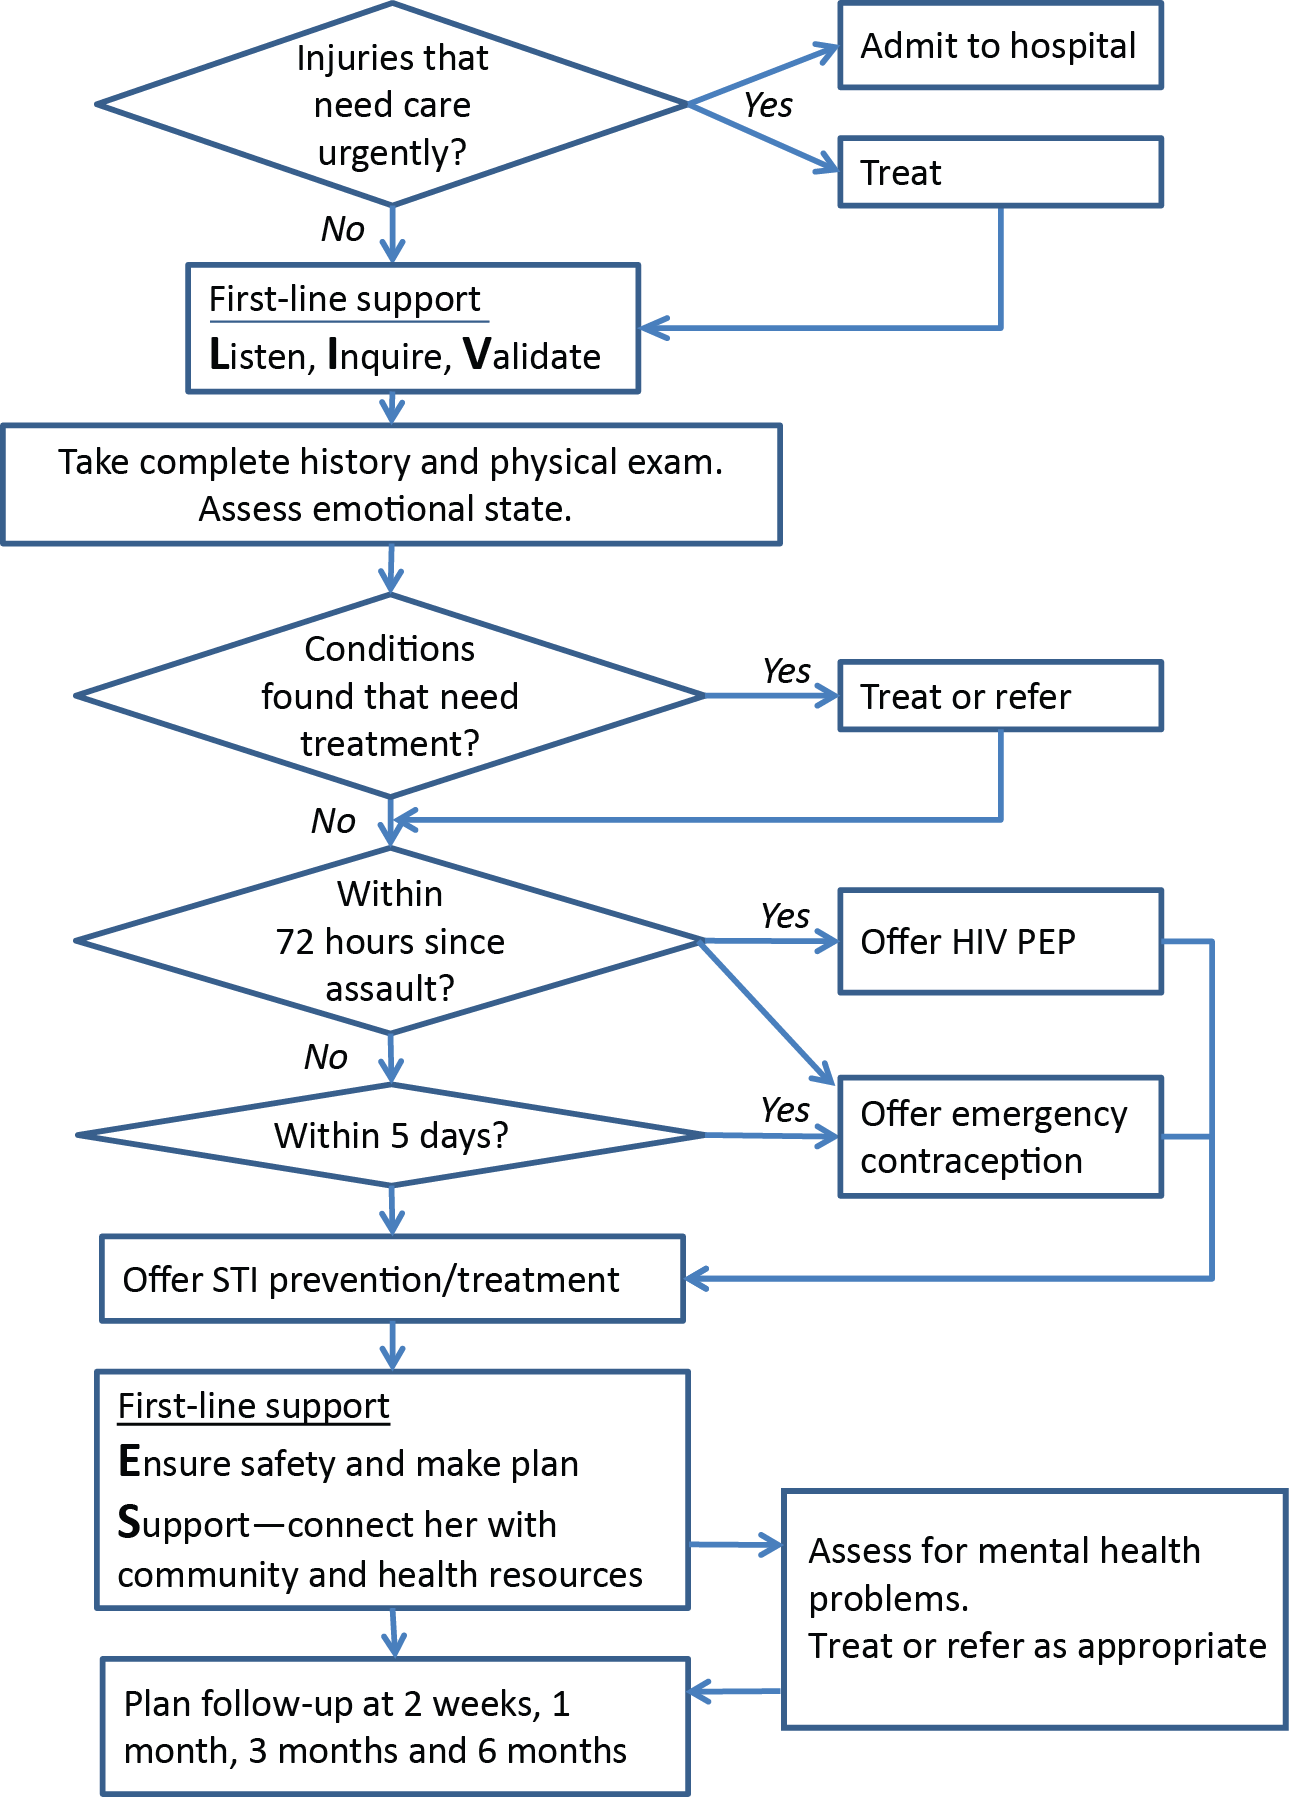 Injuries that
need care
urgently?
Yes
Admit to hospital
Treat
No
First-line support
Listen, Inquire, Validate
Take complete history and physical exam.
Assess emotional state.
Conditions
found that need
treatment?
Yes
Treat or refer
No
Within
72 hours since
assault?
Yes
Offer HIV PEP
No
Within 5 days?
Yes
Offer emergency
contraception
Offer STI prevention/treatment
First-line support
Ensure safety and make plan
Support—connect her with
community and health resources
Assess for mental health
problems.
Treat or refer as appropriate
Plan follow-up at 2 weeks, 1
month, 3 months and 6 months